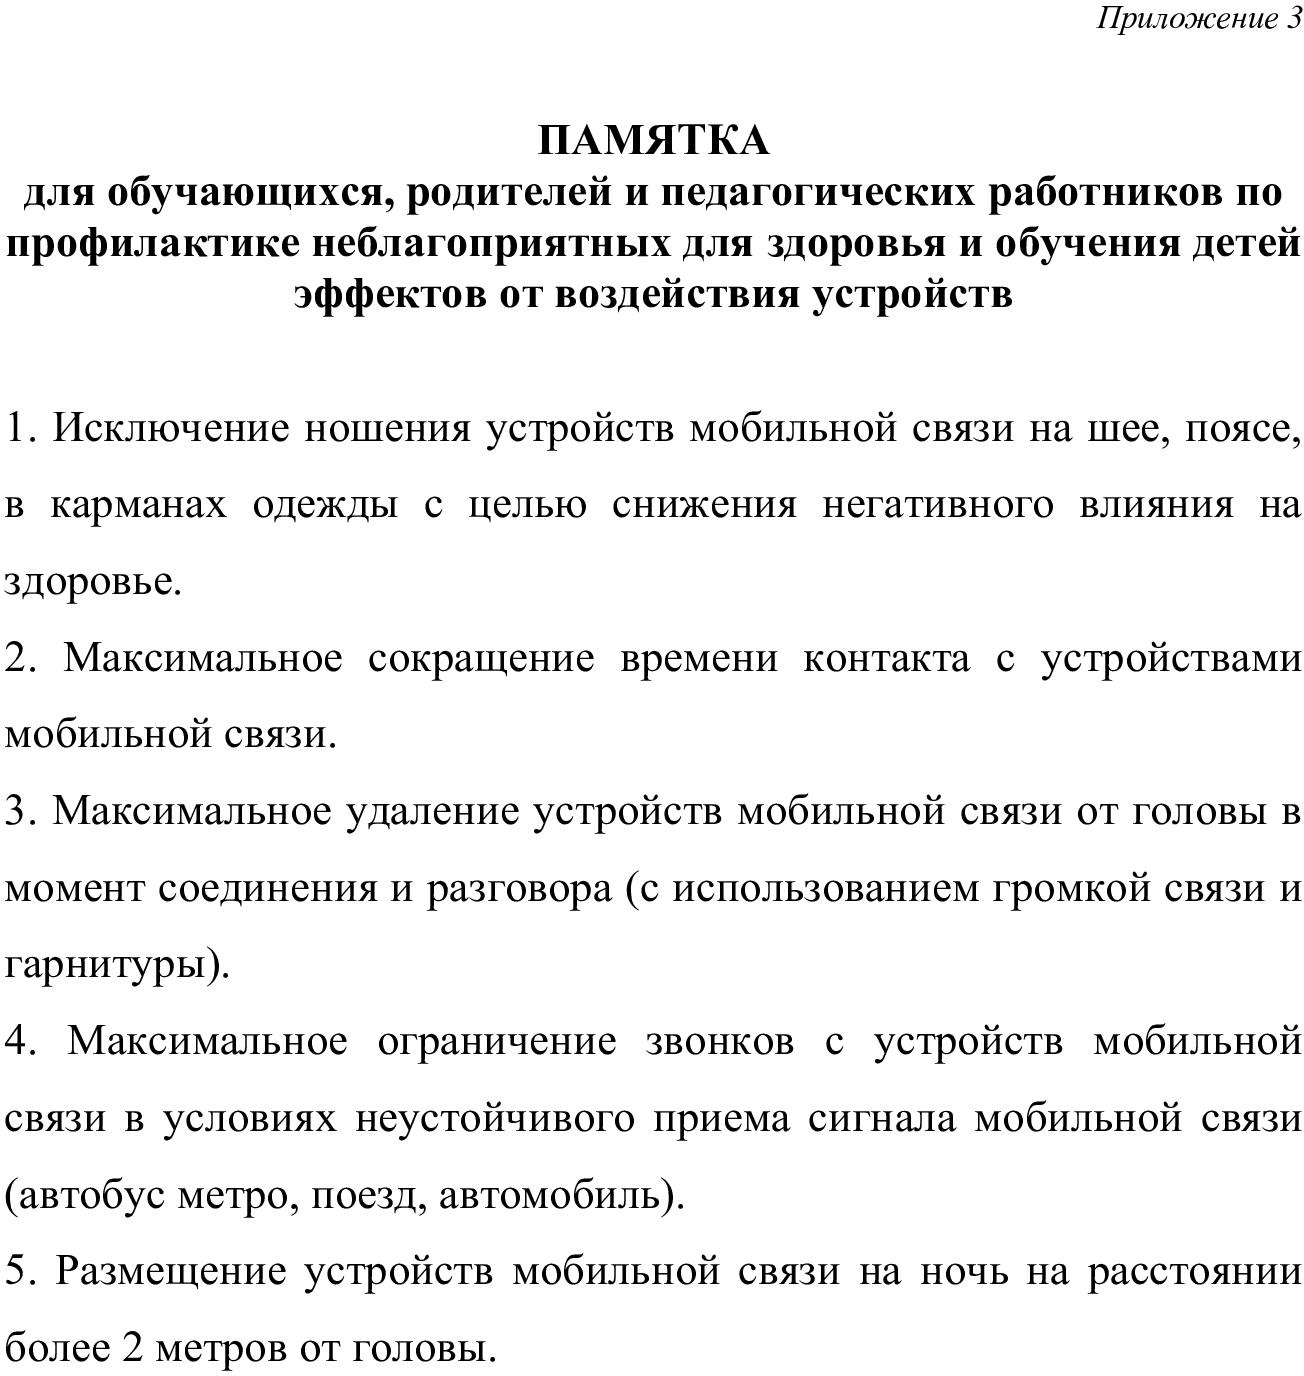 Приложение 3
ПАМЯТКА
для обучающихся, родителей и педагогических работников по
профилактике неблагоприятных для здоровья и обучения детей
эффектов от воздействия устройств
1. Исключение ношения устройств мобильной связи на шее, поясе,
в карманах одежды с целью снижения негативного влияния на
здоровье.
2. Максимальное сокращение времени контакта с устройствами
мобильной связи.
3. Максимальное удаление устройств мобильной связи от головы в
момент соединения и разговора (с использованием громкой связи и
гарнитуры).
4. Максимальное ограничение звонков с устройств мобильной
связи в условиях неустойчивого приема сигнала мобильной связи
(автобус метро, поезд, автомобиль).
5. Размещение устройств мобильной связи на ночь на расстоянии
более 2 метров от головы.